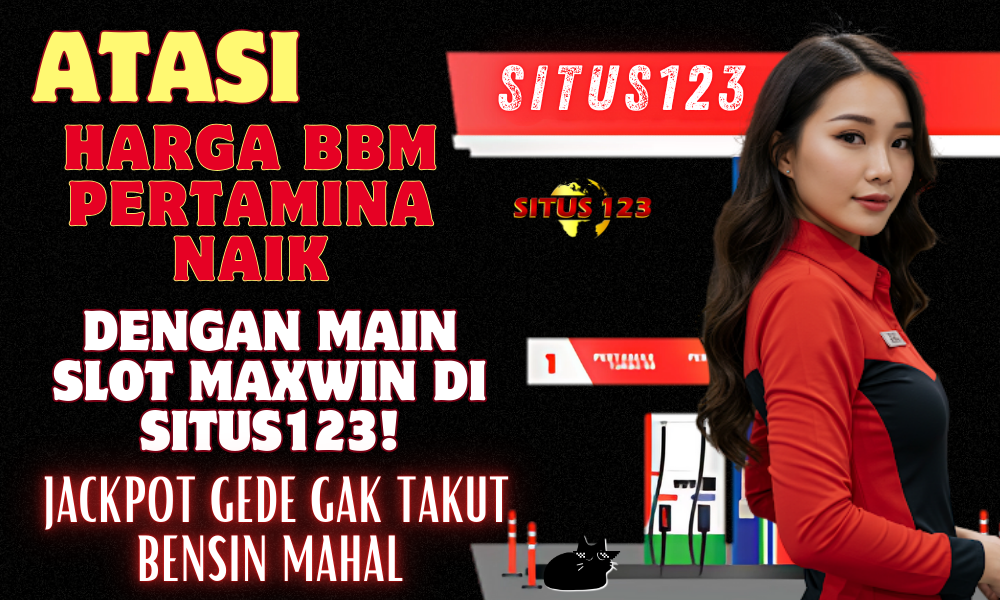 ATASI
HARGA BBM
PERTAMINA
NAIK
DENGAN MAIN
SLOT MAXWIN DI
SITUS123!
JACKPOT GEDE GAK TAKUT
BENSIN MAHAL
SITUS123
SITUS 123
1